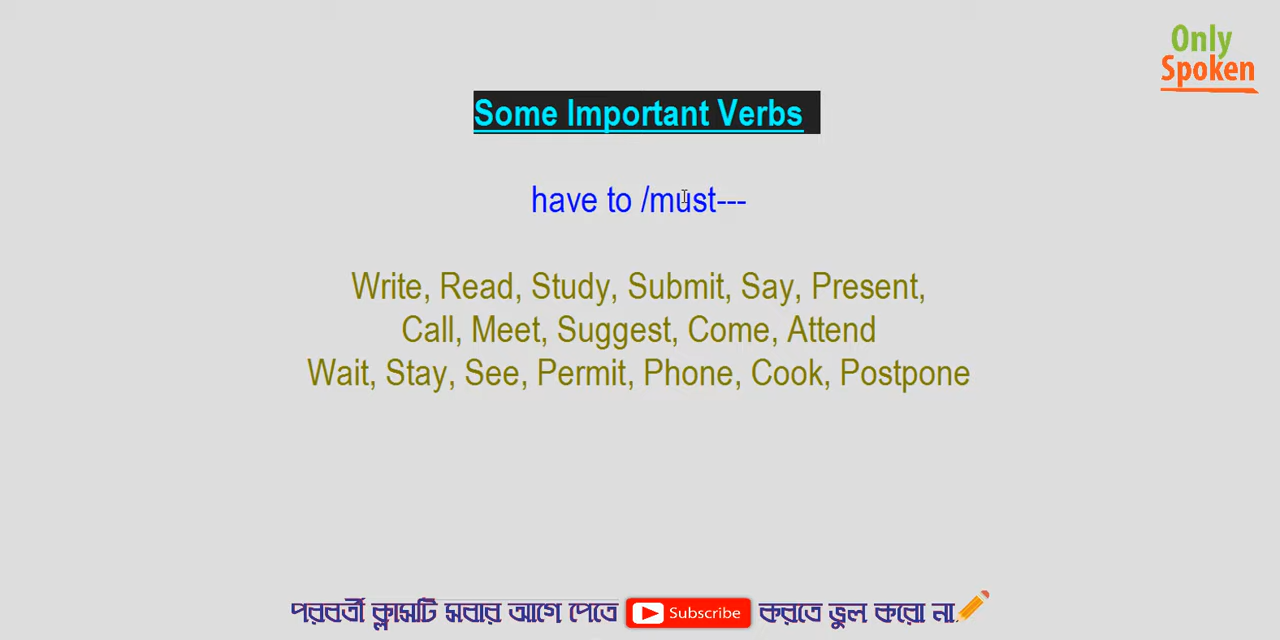 Only
Spoken
Some Important Verbs
have to /must---
Write, Read, Study, Submit, Say, Present,
Call, Meet, Suggest, Come, Attend
Wait, Stay, See, Permit, Phone, Cook, Postpone
পরবর্তী ক্লাসটি সবার আগে পেতে Subscribe করতে ভুল করো না